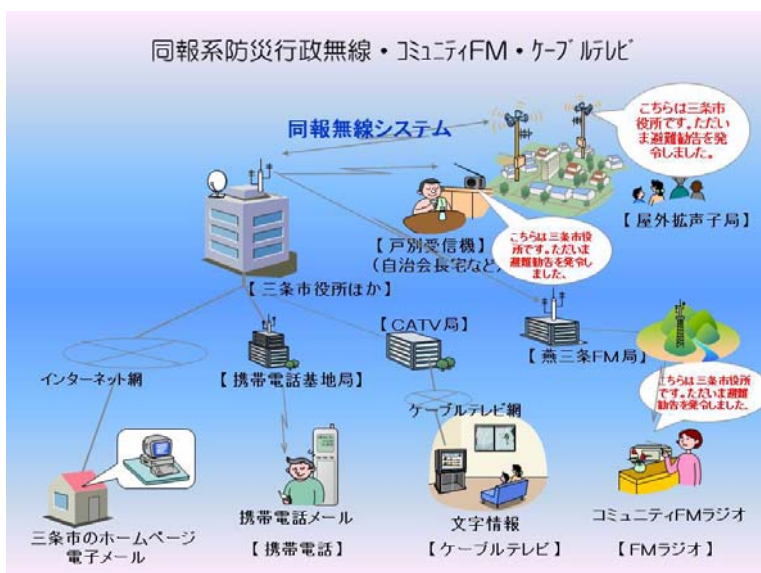 同報系防災行政無線・コミュニティFM・ケーブルテレビ
同報無線システム
こちらは三条市
役所です。ただい
ま避難勧告を発
令しました。
【屋外拡声子局】
【戸別受信機】
(自治会長宅など)
こちらは三条市役
所です。ただいま
避難勧告を発令し
ました。
【三条市役所ほか】
インターネット網
【携帯電話基地局】
【CATV局】
ケーブルテレビ網
【燕三条FM局】
こちらは三条市役所
です。ただいま避難
勧告を発令しました。
三条市のホームページ
電子メール
携帯電話メール
【携帯電話】
文字情報
【ケーブルテレビ】
コミュニティFMラジオ
【FMラジオ】